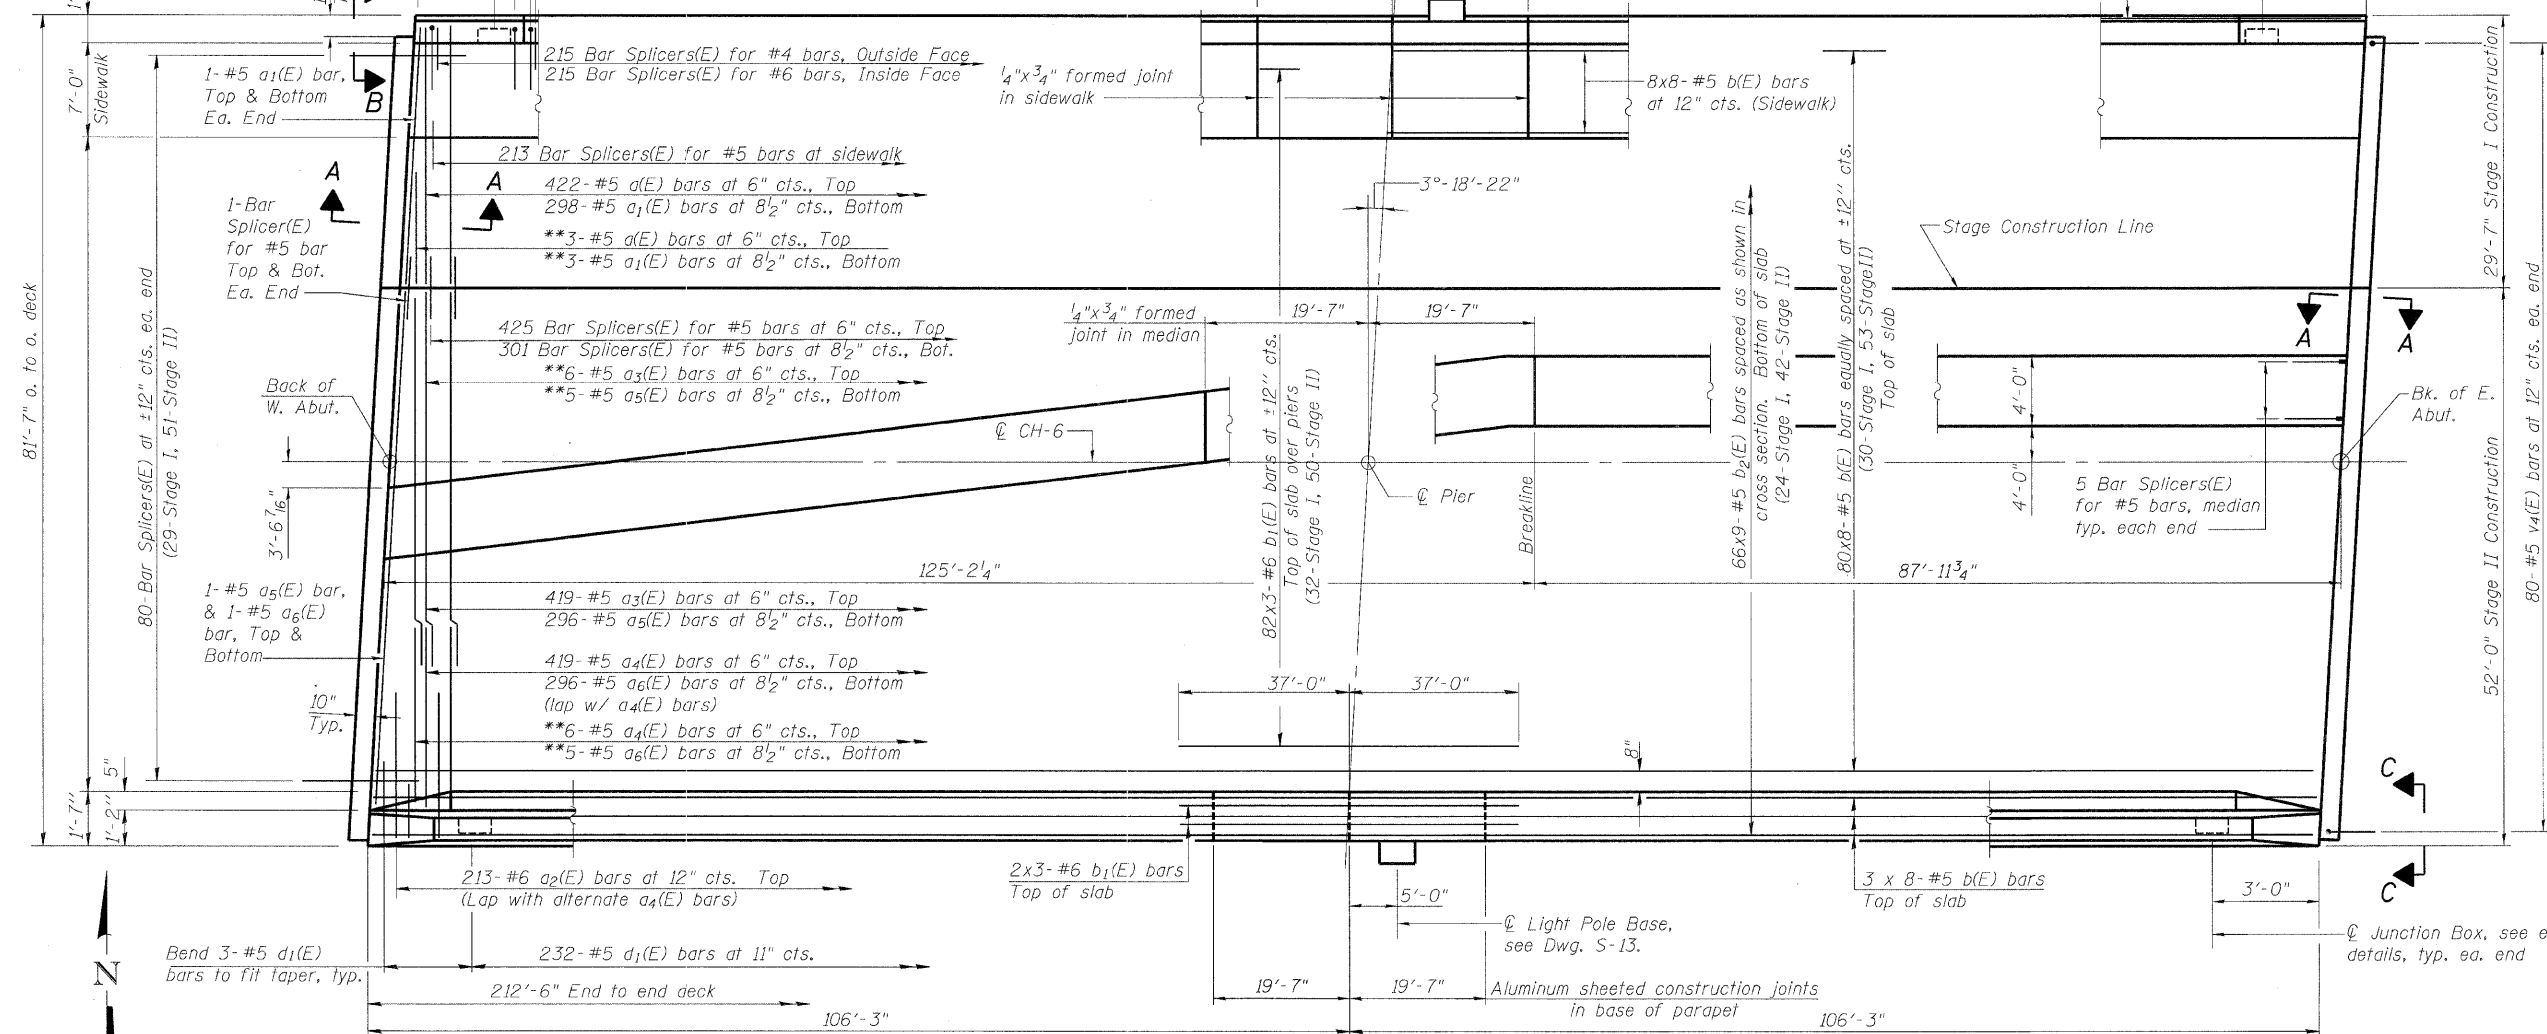 7'-0"
Sidewalk
1-#5 a1(E) bar,
Top & Bottom
Ea. End
B
215 Bar Splicers(E) for #4 bars, Outside Face
215 Bar Splicers(E) for #6 bars, Inside Face
1/4"x3/4" formed joint
in sidewalk
8x8-#5 b(E) bars
at 12" cts. (Sidewalk)
29'-7" Stage I Construction
213 Bar Splicers(E) for #5 bars at sidewalk
A
A
422-#5 a(E) bars at 6" cts., Top
298-#5 a1(E) bars at 8 1/2" cts., Bottom
**3-#5 a(E) bars at 6" cts., Top
**3-#5 a1(E) bars at 8 1/2" cts., Bottom
3°-18'-22"
1-Bar
Splicer(E)
for #5 bar
Top & Bot.
Ea. End
Stage Construction Line
81'-7" o. to o. deck
80-Bar Splicers(E) at ±12" cts. ea. end
(29-Stage I, 51-Stage II)
1/4"x3/4" formed
joint in median
19'-7"
19'-7"
425 Bar Splicers(E) for #5 bars at 6" cts., Top
301 Bar Splicers(E) for #5 bars at 8 1/2" cts., Bot.
**6-#5 a3(E) bars at 6" cts., Top
**5-#5 a5(E) bars at 8 1/2" cts., Bottom
A
A
Back of
W. Abut.
℄ CH-6
82x3-#6 b1(E) bars at ±12" cts.
Top of slab over piers
(32-Stage I, 50-Stage II)
66x9-#5 b2(E) bars spaced as shown in
cross section. Bottom of slab
(24-Stage I, 42-Stage II)
80x8-#5 b(E) bars equally spaced at ±12" cts.
(30-Stage I, 53-StageII)
Top of slab
4'-0"
4'-0"
Bk. of E.
Abut.
80-#5 v4(E) bars at 12" cts. ea. end
3'-6 7/16"
℄ Pier
Breakline
5 Bar Splicers(E)
for #5 bars, median
typ. each end
52'-0" Stage II Construction
125'-2 1/4"
87'-11 3/4"
1-#5 a5(E) bar,
& 1-#5 a6(E)
bar, Top &
Bottom
419-#5 a3(E) bars at 6" cts., Top
296-#5 a5(E) bars at 8 1/2" cts., Bottom
419-#5 a4(E) bars at 6" cts., Top
296-#5 a6(E) bars at 8 1/2" cts., Bottom
(lap w/ a4(E) bars)
**6-#5 a4(E) bars at 6" cts., Top
**5-#5 a6(E) bars at 8 1/2" cts., Bottom
37'-0"
37'-0"
10"
Typ.
8"
5"
1'-7"
1'-2"
C
C
213-#6 a2(E) bars at 12" cts. Top
(Lap with alternate a4(E) bars)
2x3-#6 b1(E) bars
Top of slab
5'-0"
3 x 8-#5 b(E) bars
Top of slab
3'-0"
℄ Light Pole Base,
see Dwg. S-13.
℄ Junction Box, see
details, typ. ea. end
N
Bend 3-#5 d1(E)
bars to fit taper, typ.
232-#5 d1(E) bars at 11" cts.
212'-6" End to end deck
19'-7"
19'-7"
Aluminum sheeted construction joints
in base of parapet
106'-3"
106'-3"